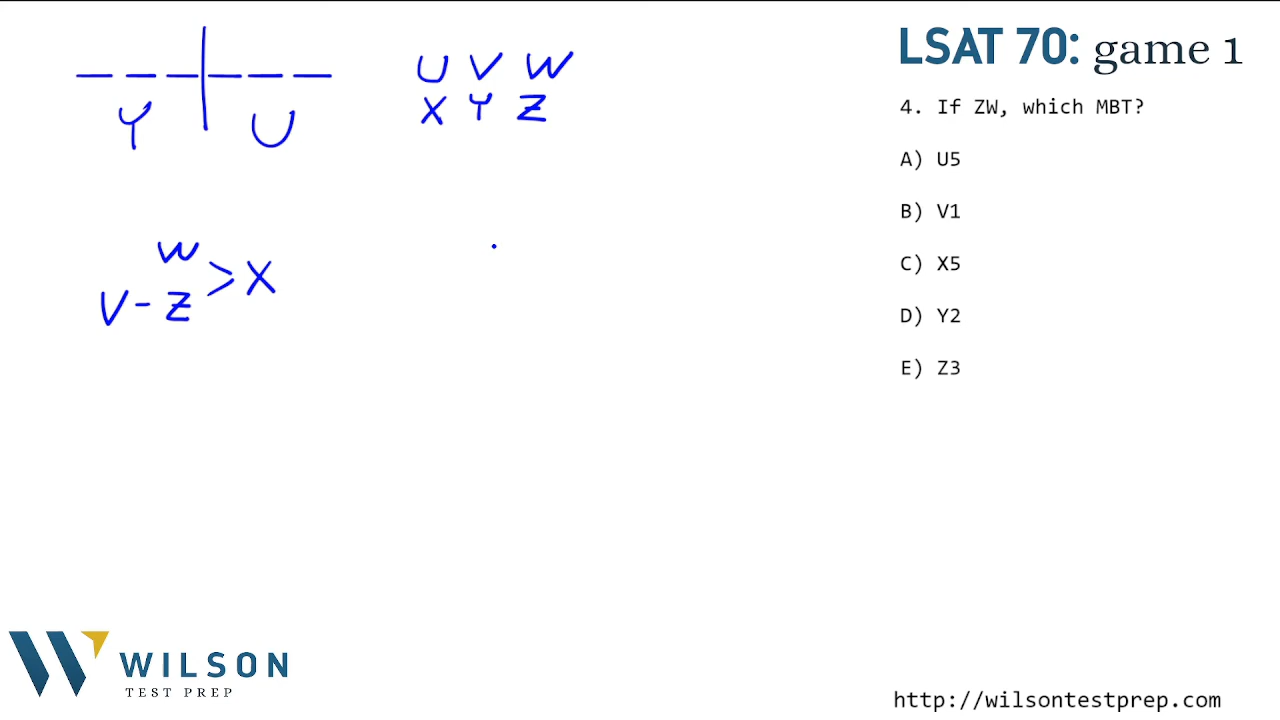 Y U
U V W
X Y Z
W
V - Z > X
LSAT 70: game 1
4. If ZW, which MBT?
A) U5
B) V1
C) X5
D) Y2
E) Z3
WILSON
TEST PREP
http://wilsontestprep.com